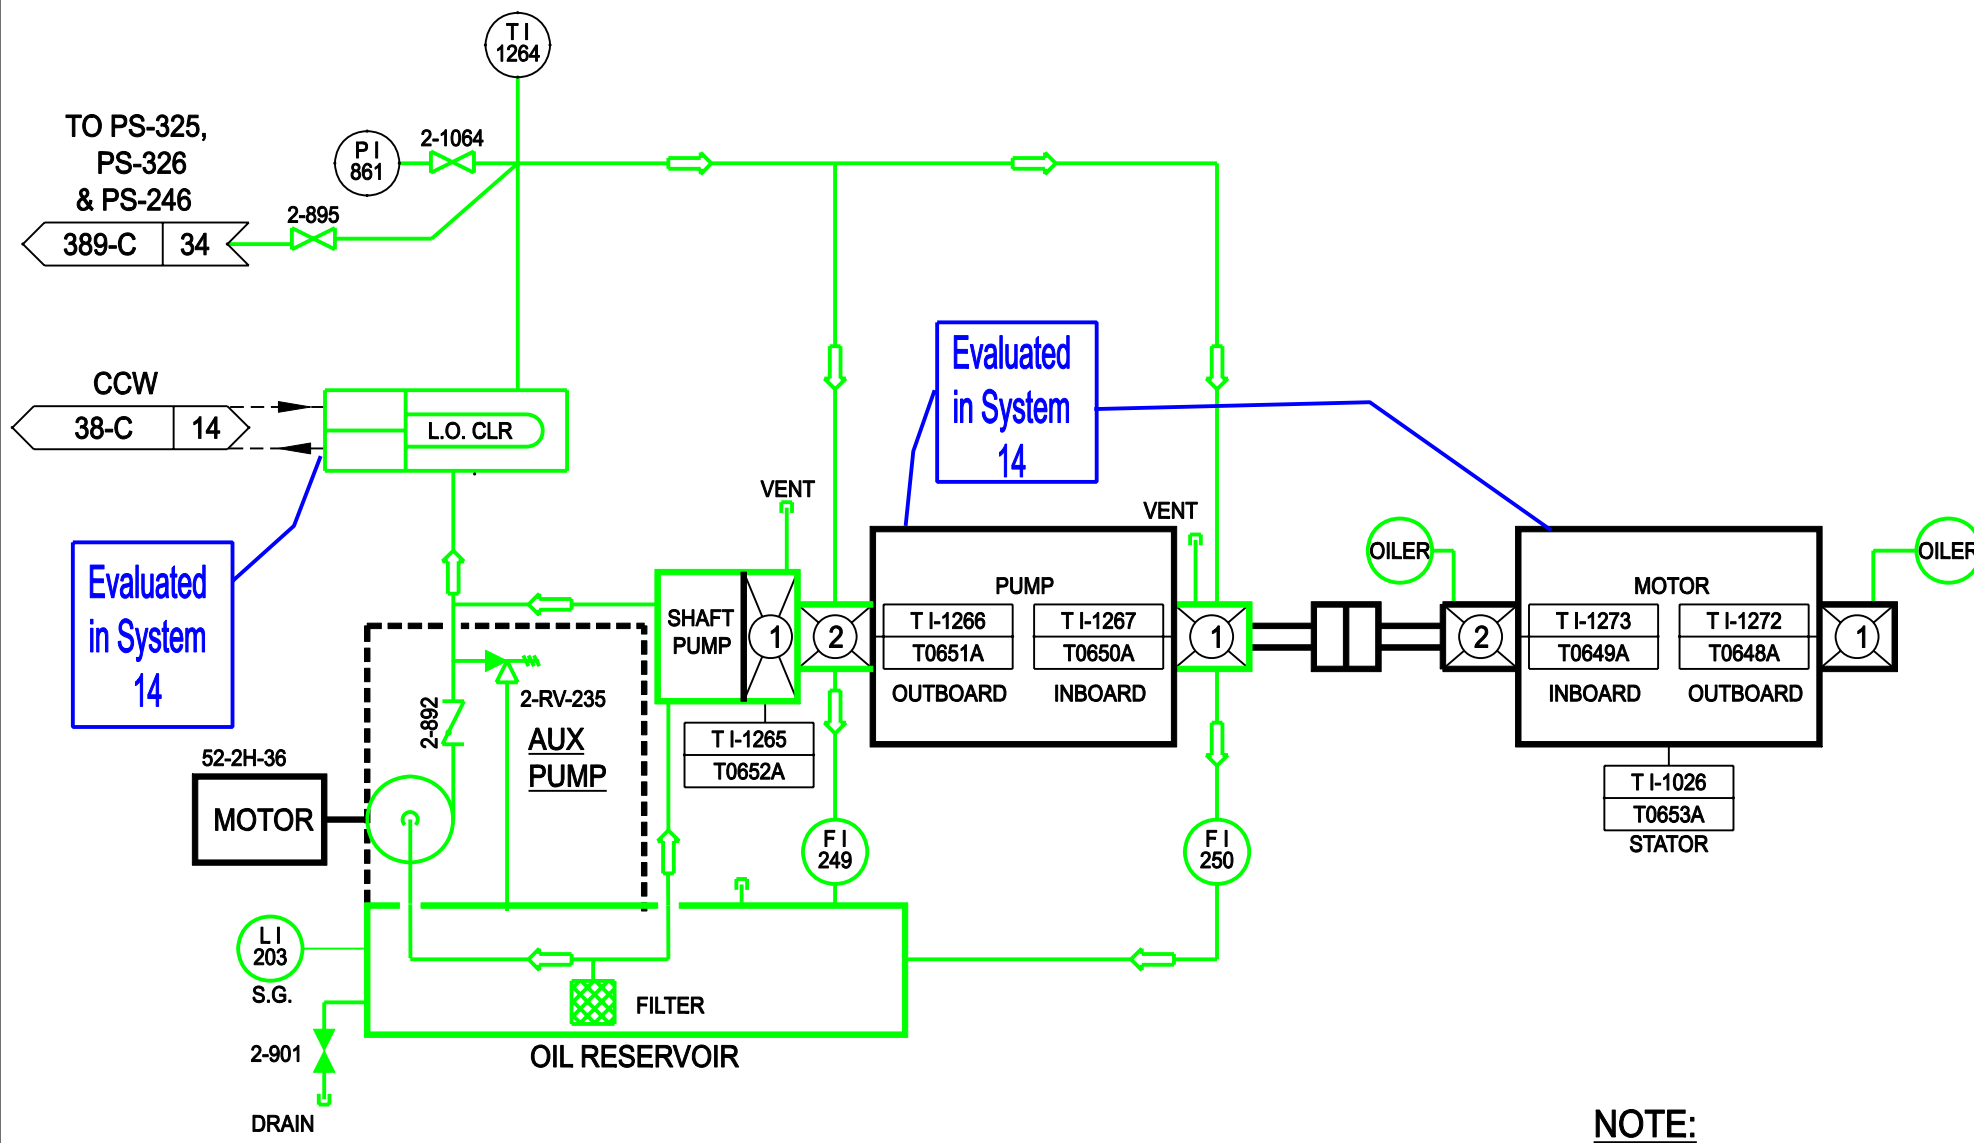 T I
1264
TO PS-325,
PS-326
& PS-246
389-C 34
P I
861
2-1064
2-895
CCW
38-C 14
L.O. CLR
Evaluated
in System
14
Evaluated
in System
14
VENT
VENT
SHAFT
PUMP
1
2
PUMP
T I-1266
T0651A
OUTBOARD
T I-1267
T0650A
INBOARD
1
OILER
2
MOTOR
T I-1273
T0649A
INBOARD
T I-1272
T0648A
OUTBOARD
1
OILER
T I-1026
T0653A
STATOR
2-892
2-RV-235
AUX
PUMP
T I-1265
T0652A
52-2H-36
MOTOR
F I
249
F I
250
L I
203
S.G.
FILTER
2-901
OIL RESERVOIR
DRAIN
NOTE: